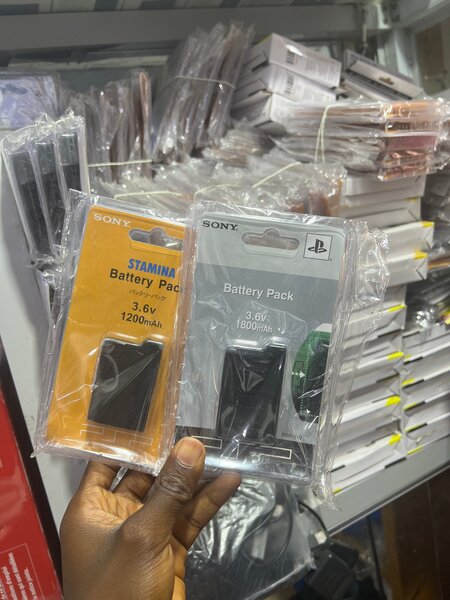 SONY
STAMINA
Battery Pac
バッテリーパック
3.6v
1200mAh
SONY
Battery Pack
3.6v
1800mAh